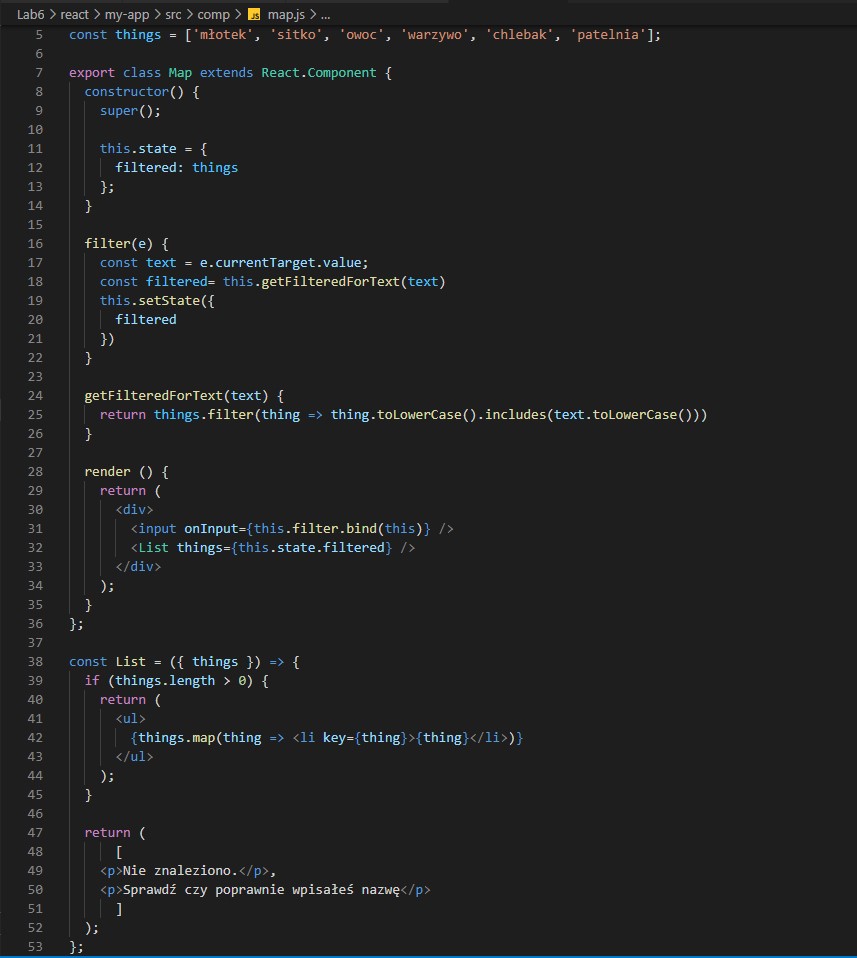 Lab6 > react > my-app > src > comp > JS map.js > ...
5 const things = ['młotek', 'sitko', 'owoc', 'warzywo', 'chlebak', 'patelnia'];
6
7 export class Map extends React.Component {
8   constructor() {
9     super();
10
11     this.state = {
12       filtered: things
13     };
14   }
15
16   filter(e) {
17     const text = e.currentTarget.value;
18     const filtered= this.getFilteredForText(text)
19     this.setState({
20       filtered
21     })
22   }
23
24   getFilteredForText(text) {
25     return things.filter(thing => thing.toLowerCase().includes(text.toLowerCase()))
26   }
27
28   render () {
29     return (
30       <div>
31         <input onInput={this.filter.bind(this)} />
32         <List things={this.state.filtered} />
33       </div>
34     );
35   }
36 };
37
38 const List = ({ things }) => {
39   if (things.length > 0) {
40     return (
41       <ul>
42         {things.map(thing => <li key={thing}>{thing}</li>)}
43       </ul>
44     );
45   }
46
47   return (
48       [
49     <p>Nie znaleziono.</p>,
50     <p>Sprawdź czy poprawnie wpisałeś nazwę</p>
51       ]
52   );
53 };